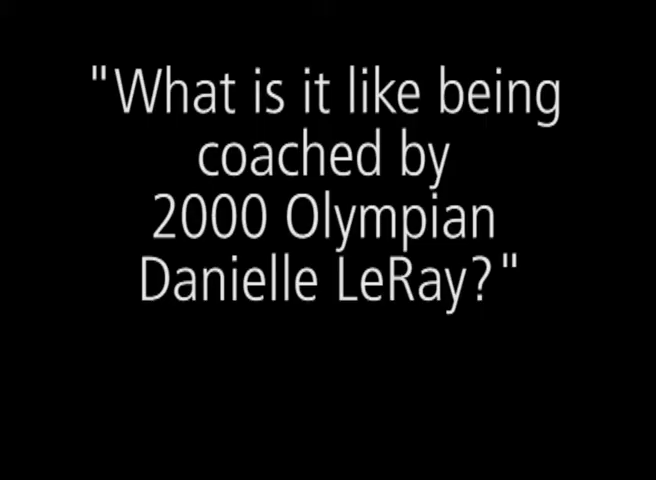 "What is it like being
coached by
2000 Olympian
Danielle LeRay?"